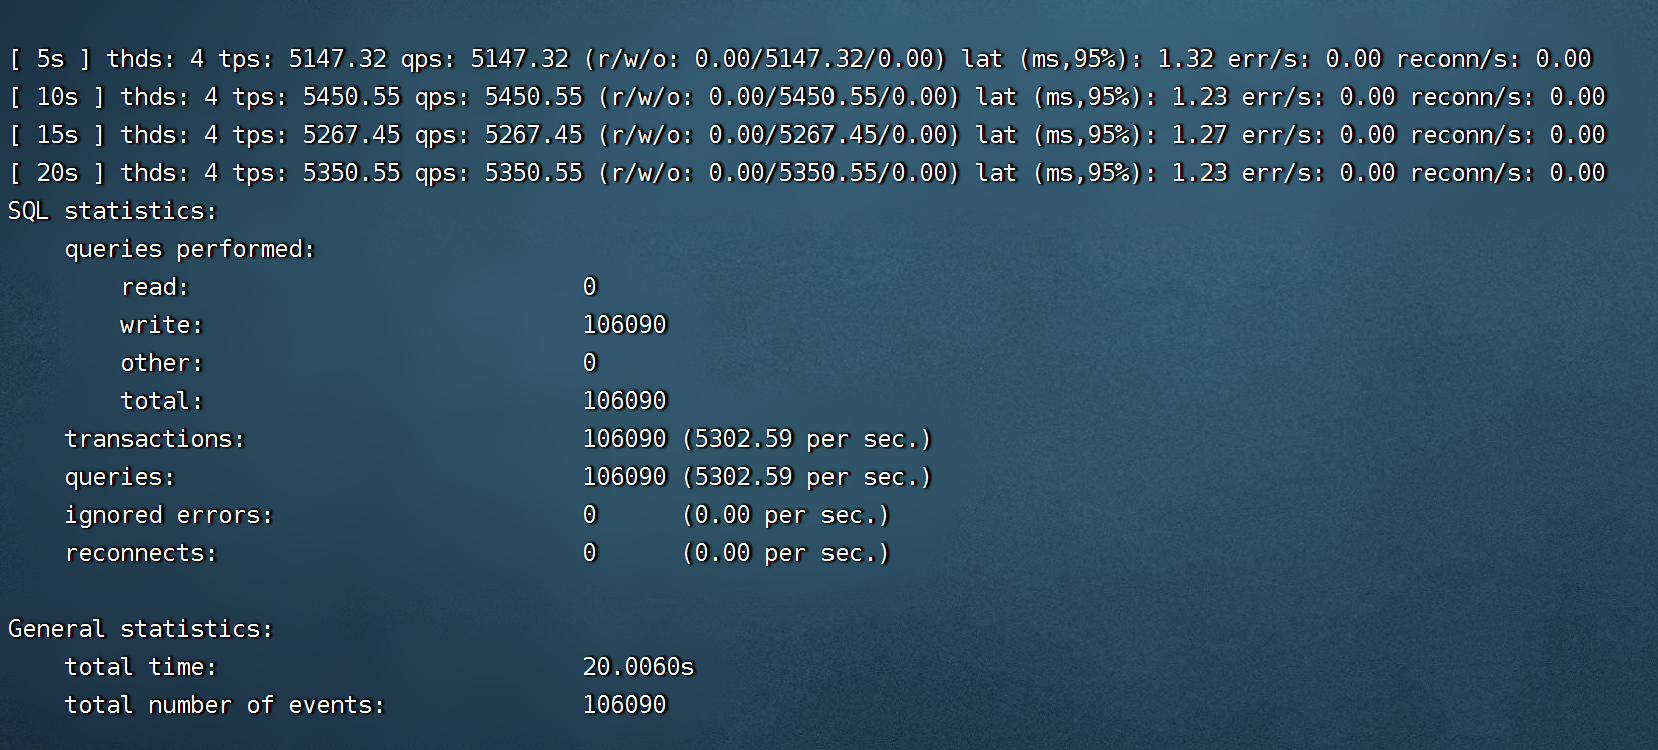 [ 5s ] thds: 4 tps: 5147.32 qps: 5147.32 (r/w/o: 0.00/5147.32/0.00) lat (ms,95%): 1.32 err/s: 0.00 reconn/s: 0.00
[ 10s ] thds: 4 tps: 5450.55 qps: 5450.55 (r/w/o: 0.00/5450.55/0.00) lat (ms,95%): 1.23 err/s: 0.00 reconn/s: 0.00
[ 15s ] thds: 4 tps: 5267.45 qps: 5267.45 (r/w/o: 0.00/5267.45/0.00) lat (ms,95%): 1.27 err/s: 0.00 reconn/s: 0.00
[ 20s ] thds: 4 tps: 5350.55 qps: 5350.55 (r/w/o: 0.00/5350.55/0.00) lat (ms,95%): 1.23 err/s: 0.00 reconn/s: 0.00
SQL statistics:
    queries performed:
        read:                            0
        write:                           106090
        other:                           0
        total:                           106090
    transactions:                        106090 (5302.59 per sec.)
    queries:                             106090 (5302.59 per sec.)
    ignored errors:                      0      (0.00 per sec.)
    reconnects:                          0      (0.00 per sec.)

General statistics:
    total time:                          20.0060s
    total number of events:              106090